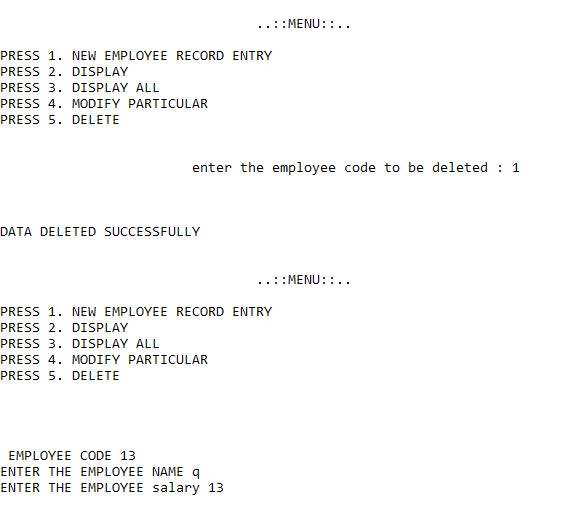 ..::MENU::..
PRESS 1. NEW EMPLOYEE RECORD ENTRY
PRESS 2. DISPLAY
PRESS 3. DISPLAY ALL
PRESS 4. MODIFY PARTICULAR
PRESS 5. DELETE
enter the employee code to be deleted : 1
DATA DELETED SUCCESSFULLY
..::MENU::..
PRESS 1. NEW EMPLOYEE RECORD ENTRY
PRESS 2. DISPLAY
PRESS 3. DISPLAY ALL
PRESS 4. MODIFY PARTICULAR
PRESS 5. DELETE
EMPLOYEE CODE 13
ENTER THE EMPLOYEE NAME q
ENTER THE EMPLOYEE salary 13